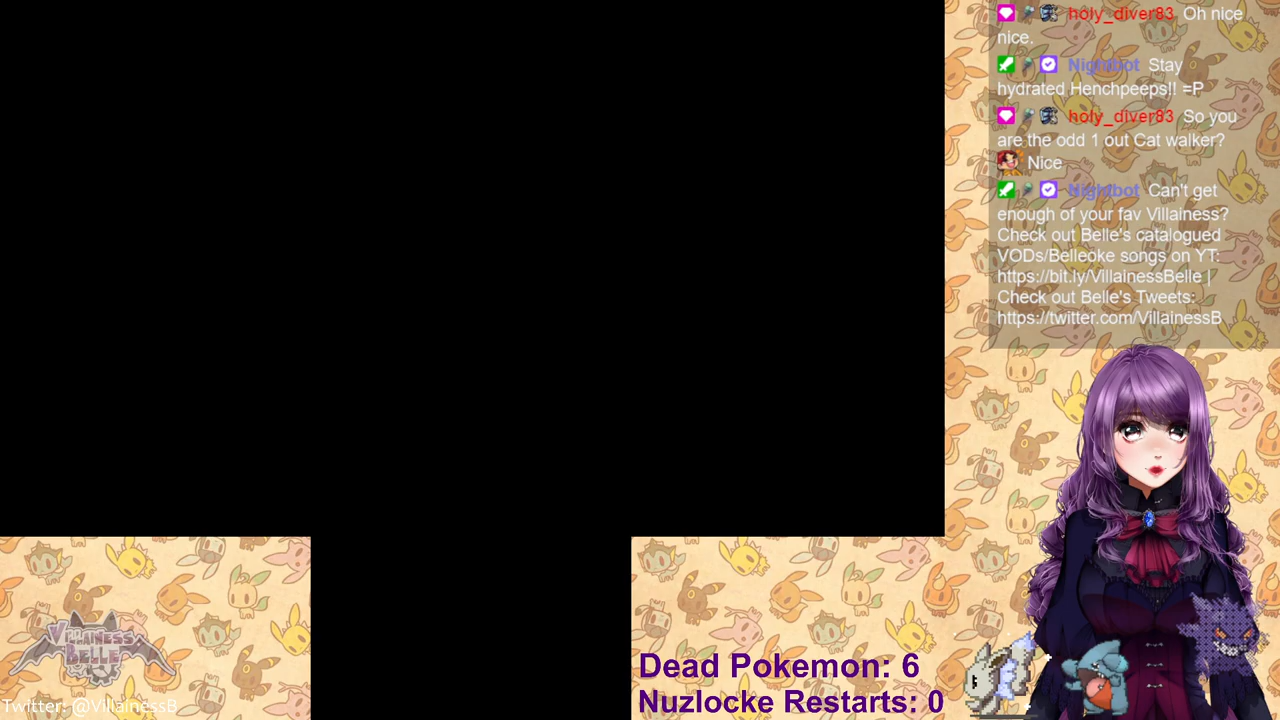 holy_diver83 Oh nice
nice.
Nightbot Stay
hydrated Henchpeeps!! =P
holy_diver83 So you
are the odd 1 out Cat walker?
Nice
Nightbot Can't get
enough of your fav Villainess?
Check out Belle's catalogued
VODs/Belleoke songs on YT:
https://bit.ly/VillainessBelle |
Check out Belle's Tweets:
https://twitter.com/VillainessB
VILLAINESS
BELLE
Twitter: @VillainessB
Dead Pokemon: 6
Nuzlocke Restarts: 0